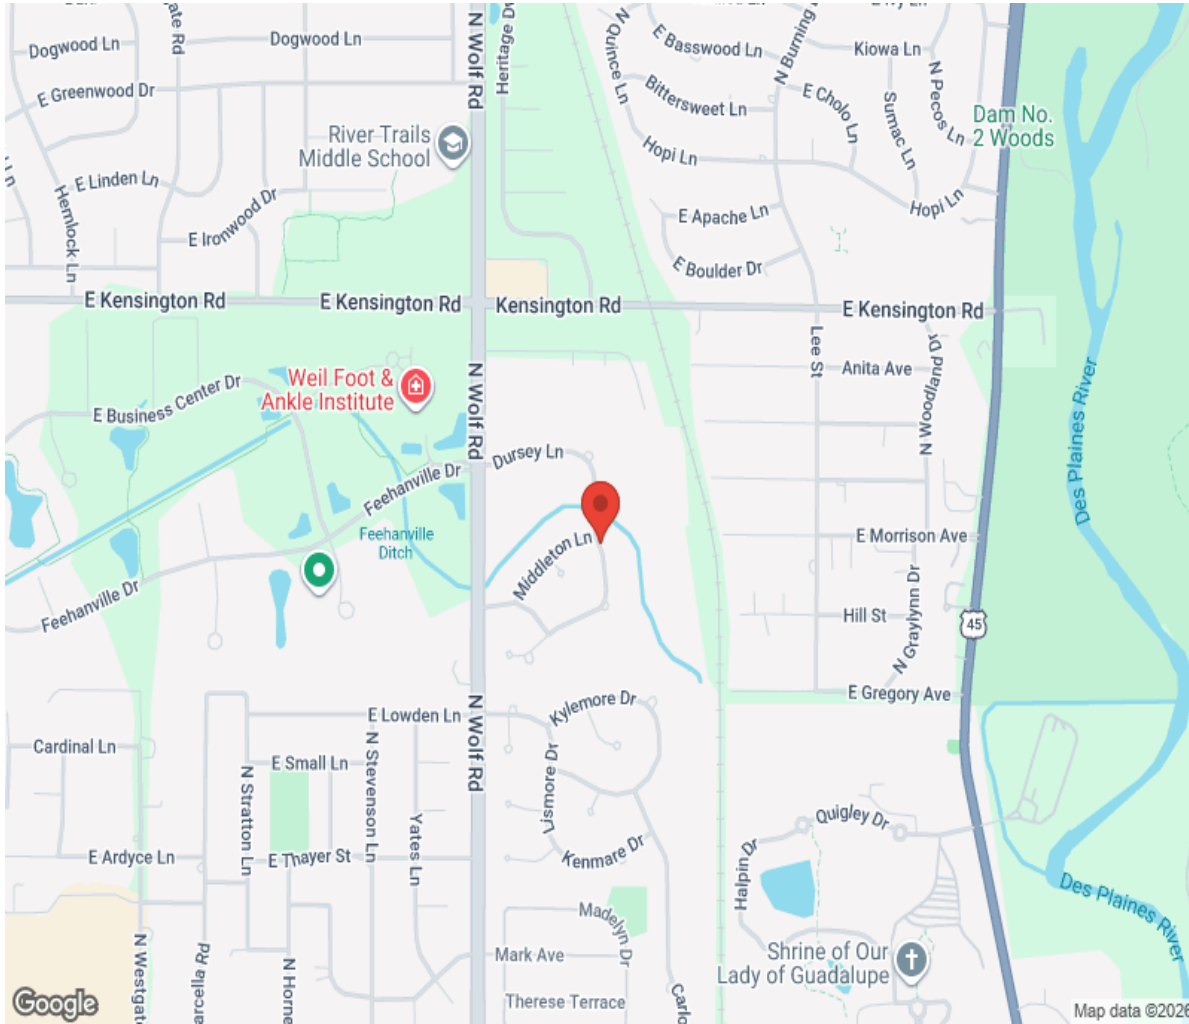 Dogwood Ln
Dogwood Ln
N Wolf Rd
Heritage Dr
N Quince Ln
E Basswood Ln
N Burning
Kiowa Ln
E Greenwood Dr
Bittersweet Ln
E Cholo Ln
Sumac Ln
N Pecos Ln
Dam No.
2 Woods
River Trails
Middle School
Hopi Ln
E Linden Ln
Hemlock Ln
E Ironwood Dr
Hopi Ln
E Apache Ln
E Boulder Dr
E Kensington Rd
E Kensington Rd
Kensington Rd
E Kensington Rd
Lee St
Anita Ave
N Woodland Dr
Des Plaines River
Weil Foot &
Ankle Institute
E Business Center Dr
N Wolf Rd
Dursey Ln
Feehanville Dr
Feehanville
Ditch
Middleton Ln
E Morrison Ave
Feehanville Dr
Hill St
N Graylynn Dr
45
E Gregory Ave
Kylemore Dr
E Lowden Ln
N Wolf Rd
Cardinal Ln
E Small Ln
N Stevenson Ln
N Stratton Ln
Lismore Dr
Yates Ln
Quigley Dr
E Ardyce Ln
E Thayer St
Kenmare Dr
Halpin Dr
Des Plaines River
Madelyn Dr
Mark Ave
Shrine of Our
Lady of Guadalupe
Therese Terrace
Google
Map data ©2026